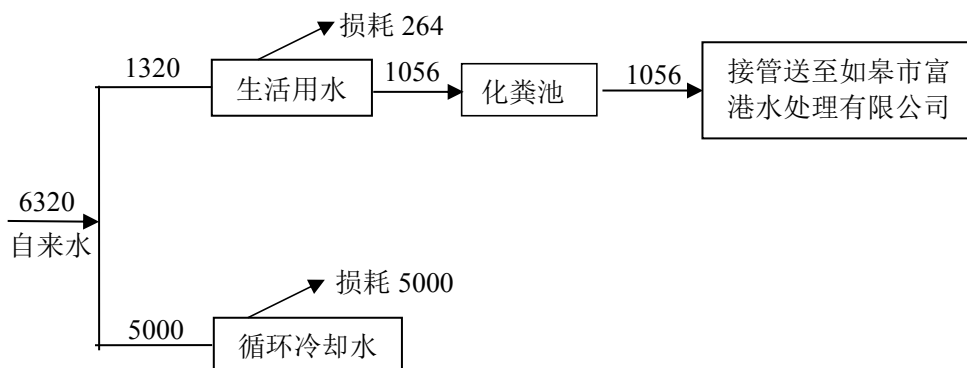 损耗 264
1320
生活用水
1056
化粪池
1056
接管送至如皋市富
港水处理有限公司
6320
自来水
损耗 5000
5000
循环冷却水